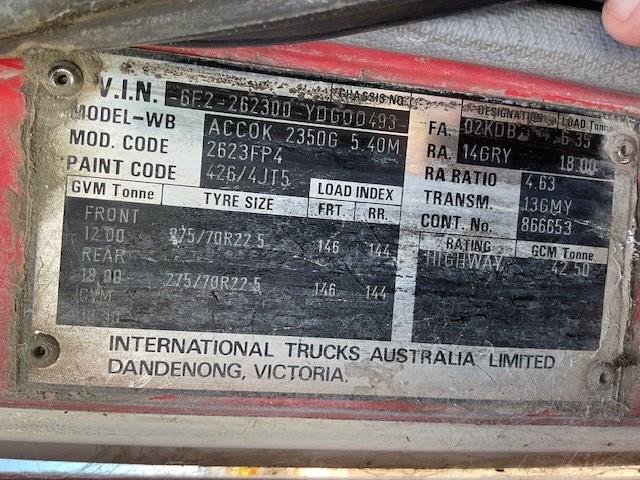 V.I.N. -6F2-262300-YDG00493- CHASSIS NO.
MODEL-WB ACCOK 2350G 5.40M
MOD. CODE 2623FP4
PAINT CODE 426/4JT5
DESIGNATION LOAD Tonne
FA. 02KDB 6.35
RA. 14GRY 18.00
RA RATIO 4.63
TRANSM. 13GMY
CONT. No. 866653
GVM Tonne TYRE SIZE LOAD INDEX
FRT. RR.
FRONT
12.00 275/70R22.5 146 144
REAR
18.00 275/70R22.5 146 144
GVM
RATING GCM Tonne
HIGHWAY 42.50
INTERNATIONAL TRUCKS AUSTRALIA LIMITED
DANDENONG, VICTORIA.